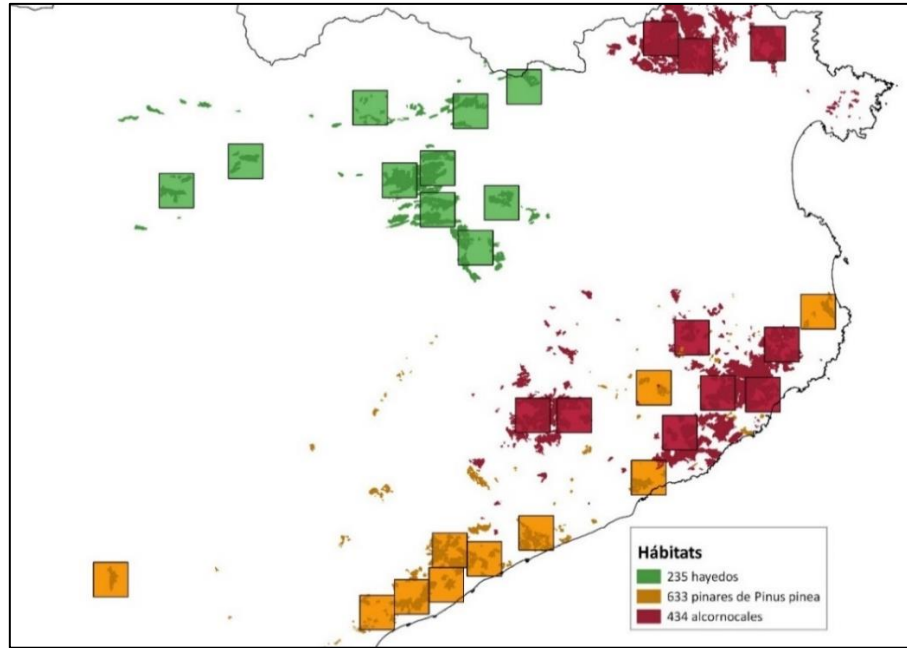 Hábitats
235 hayedos
633 pinares de Pinus pinea
434 alcornocales